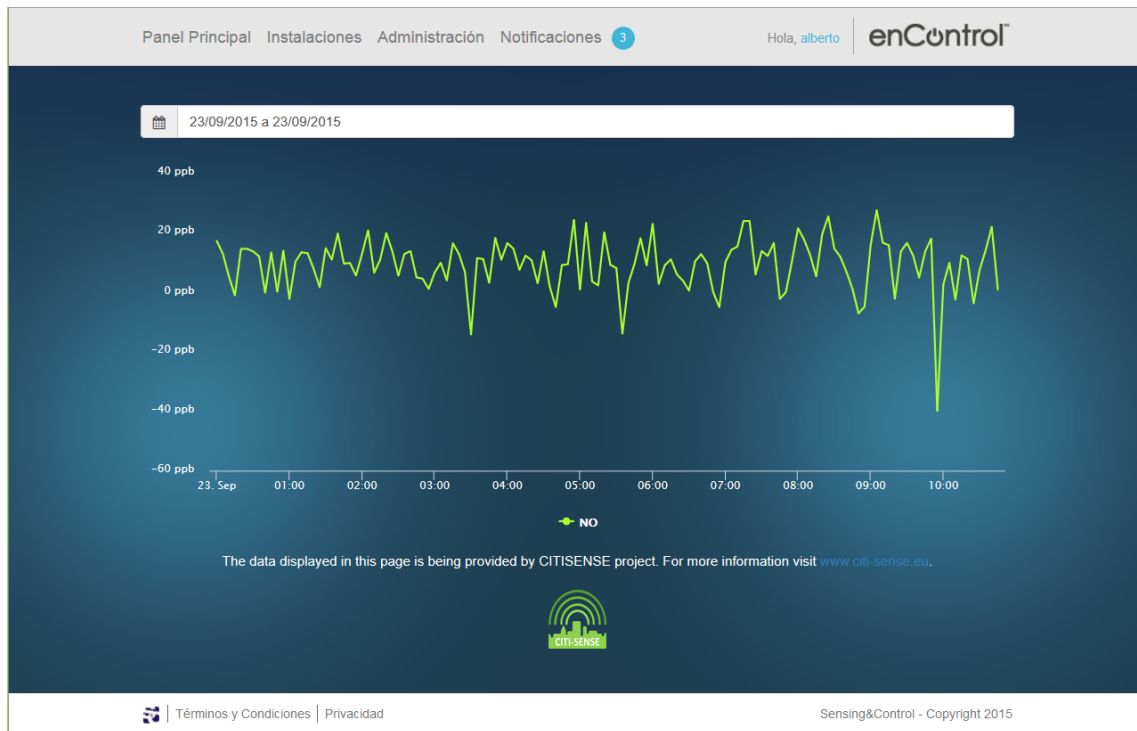 Panel Principal Instalaciones Administración Notificaciones 3 Hola, alberto enControl™
23/09/2015 a 23/09/2015
40 ppb
20 ppb
0 ppb
−20 ppb
−40 ppb
−60 ppb
23. Sep 01:00 02:00 03:00 04:00 05:00 06:00 07:00 08:00 09:00 10:00
NO
The data displayed in this page is being provided by CITISENSE project. For more information visit www.citi-sense.eu.
CITI-SENSE
Términos y Condiciones | Privacidad Sensing&Control - Copyright 2015